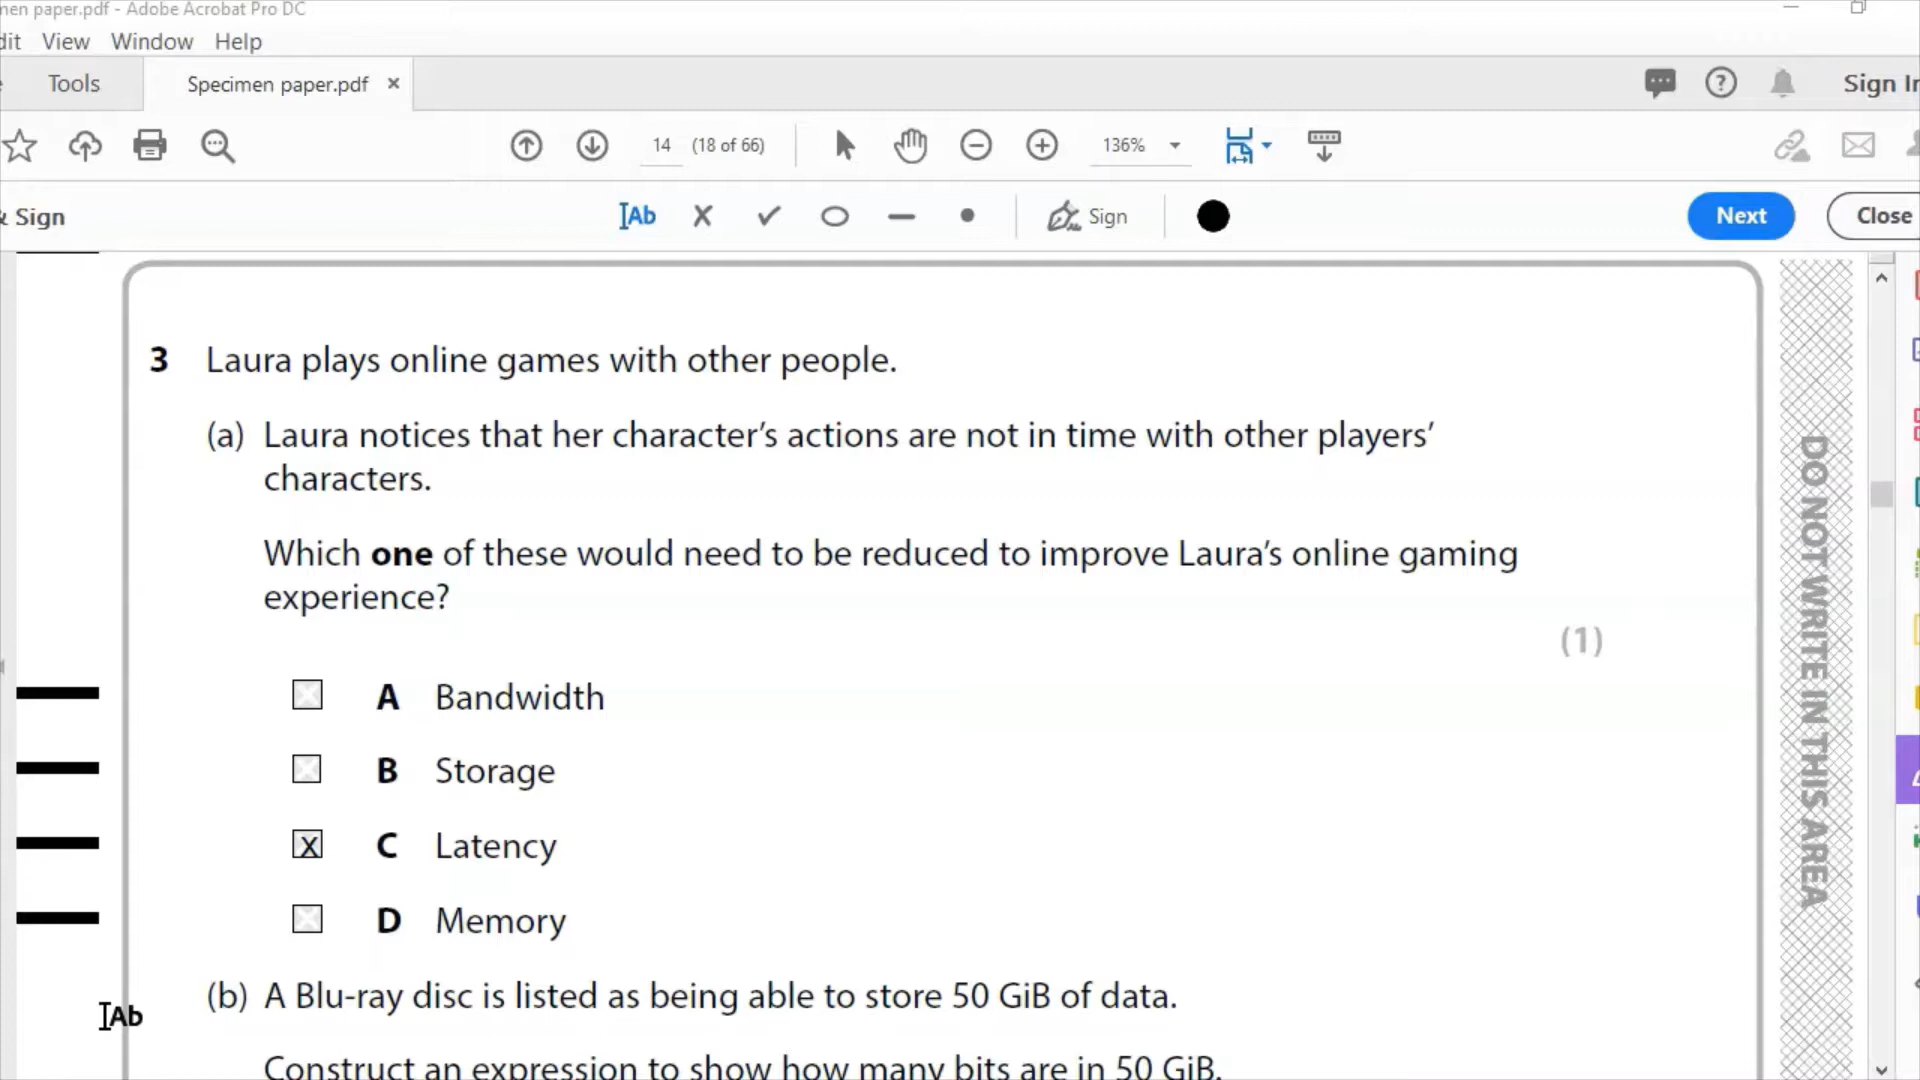 men paper.pdf - Adobe Acrobat Pro DC
dit View Window Help
Tools Specimen paper.pdf × Sign In
14 (18 of 66) 136%
& Sign Ab Sign Next Close
3 Laura plays online games with other people.
(a) Laura notices that her character's actions are not in time with other players'
characters.
Which one of these would need to be reduced to improve Laura's online gaming
experience?
(1)
A Bandwidth
B Storage
X C Latency
D Memory
(b) A Blu-ray disc is listed as being able to store 50 GiB of data.
Ab
Construct an expression to show how many bits are in 50 GiB.
DO NOT WRITE IN THIS AREA